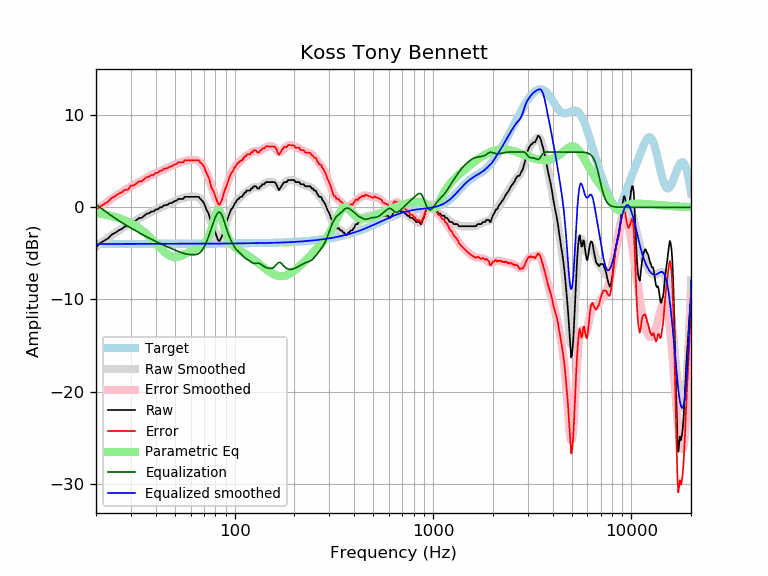 Koss Tony Bennett
Amplitude (dBr)
10
0
−10
−20
−30
Target
Raw Smoothed
Error Smoothed
Raw
Error
Parametric Eq
Equalization
Equalized smoothed
100
1000
10000
Frequency (Hz)